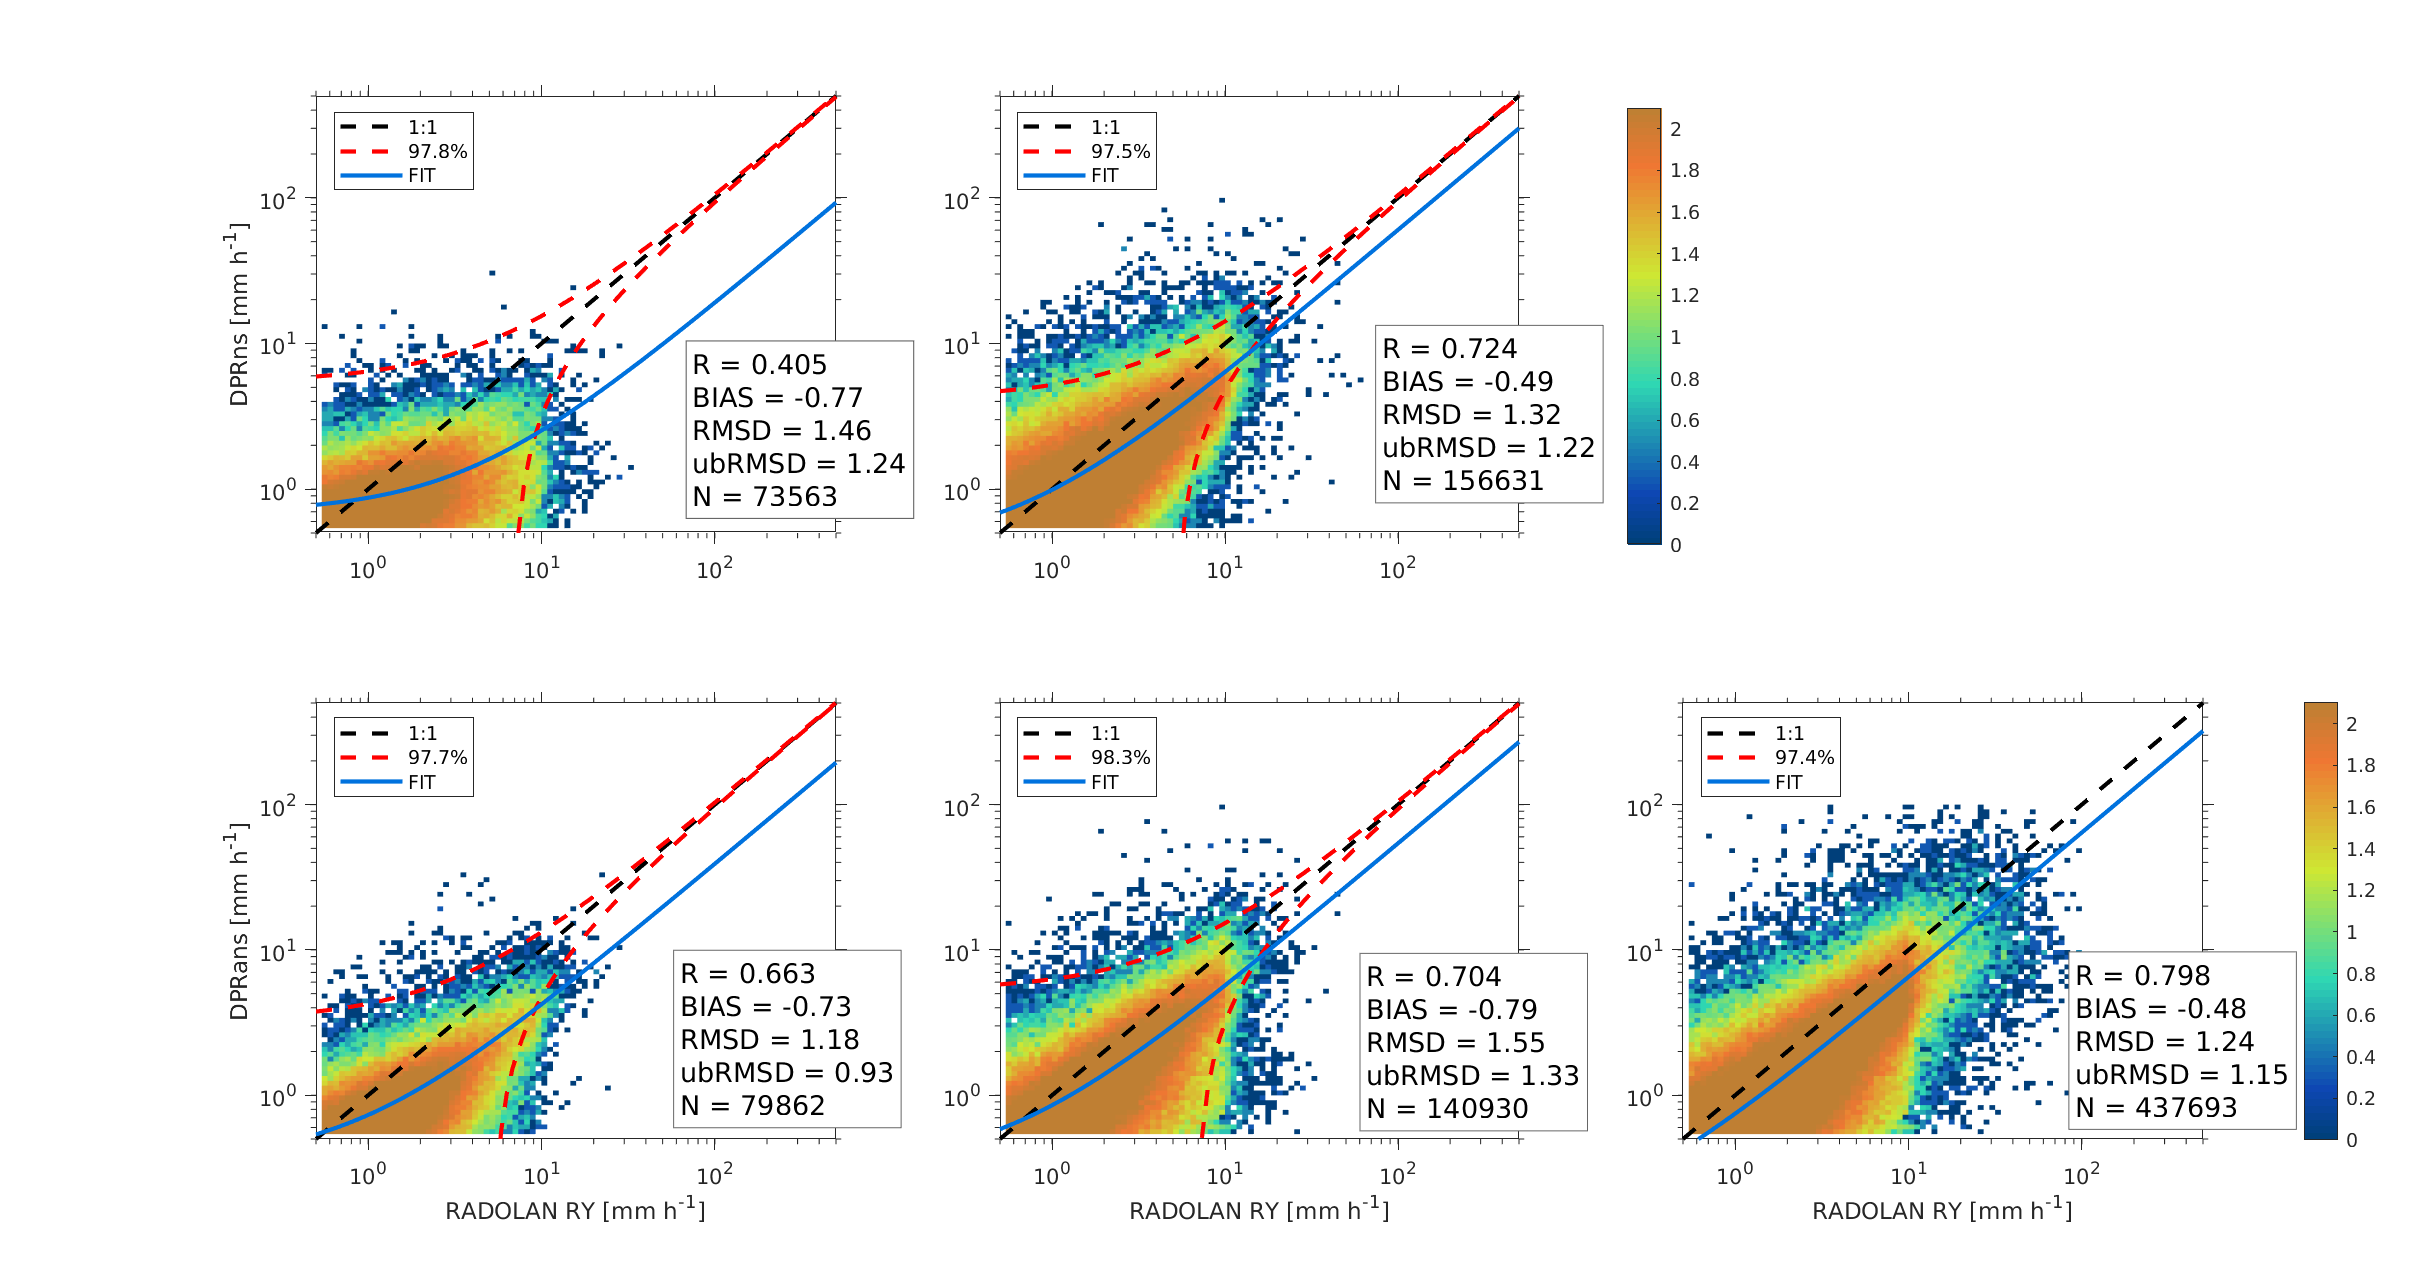 1:1
97.8%
FIT
DPRns [mm h-1]
10^2
10^1
10^0
R = 0.405
BIAS = -0.77
RMSD = 1.46
ubRMSD = 1.24
N = 73563
10^0 10^1 10^2
1:1
97.5%
FIT
10^2
10^1
10^0
R = 0.724
BIAS = -0.49
RMSD = 1.32
ubRMSD = 1.22
N = 156631
10^0 10^1 10^2
2
1.8
1.6
1.4
1.2
1
0.8
0.6
0.4
0.2
0
1:1
97.7%
FIT
DPRans [mm h-1]
10^2
10^1
10^0
R = 0.663
BIAS = -0.73
RMSD = 1.18
ubRMSD = 0.93
N = 79862
10^0 10^1 10^2
RADOLAN RY [mm h-1]
1:1
98.3%
FIT
10^2
10^1
10^0
R = 0.704
BIAS = -0.79
RMSD = 1.55
ubRMSD = 1.33
N = 140930
10^0 10^1 10^2
RADOLAN RY [mm h-1]
1:1
97.4%
FIT
10^2
10^1
10^0
R = 0.798
BIAS = -0.48
RMSD = 1.24
ubRMSD = 1.15
N = 437693
10^0 10^1 10^2
RADOLAN RY [mm h-1]
2
1.8
1.6
1.4
1.2
1
0.8
0.6
0.4
0.2
0